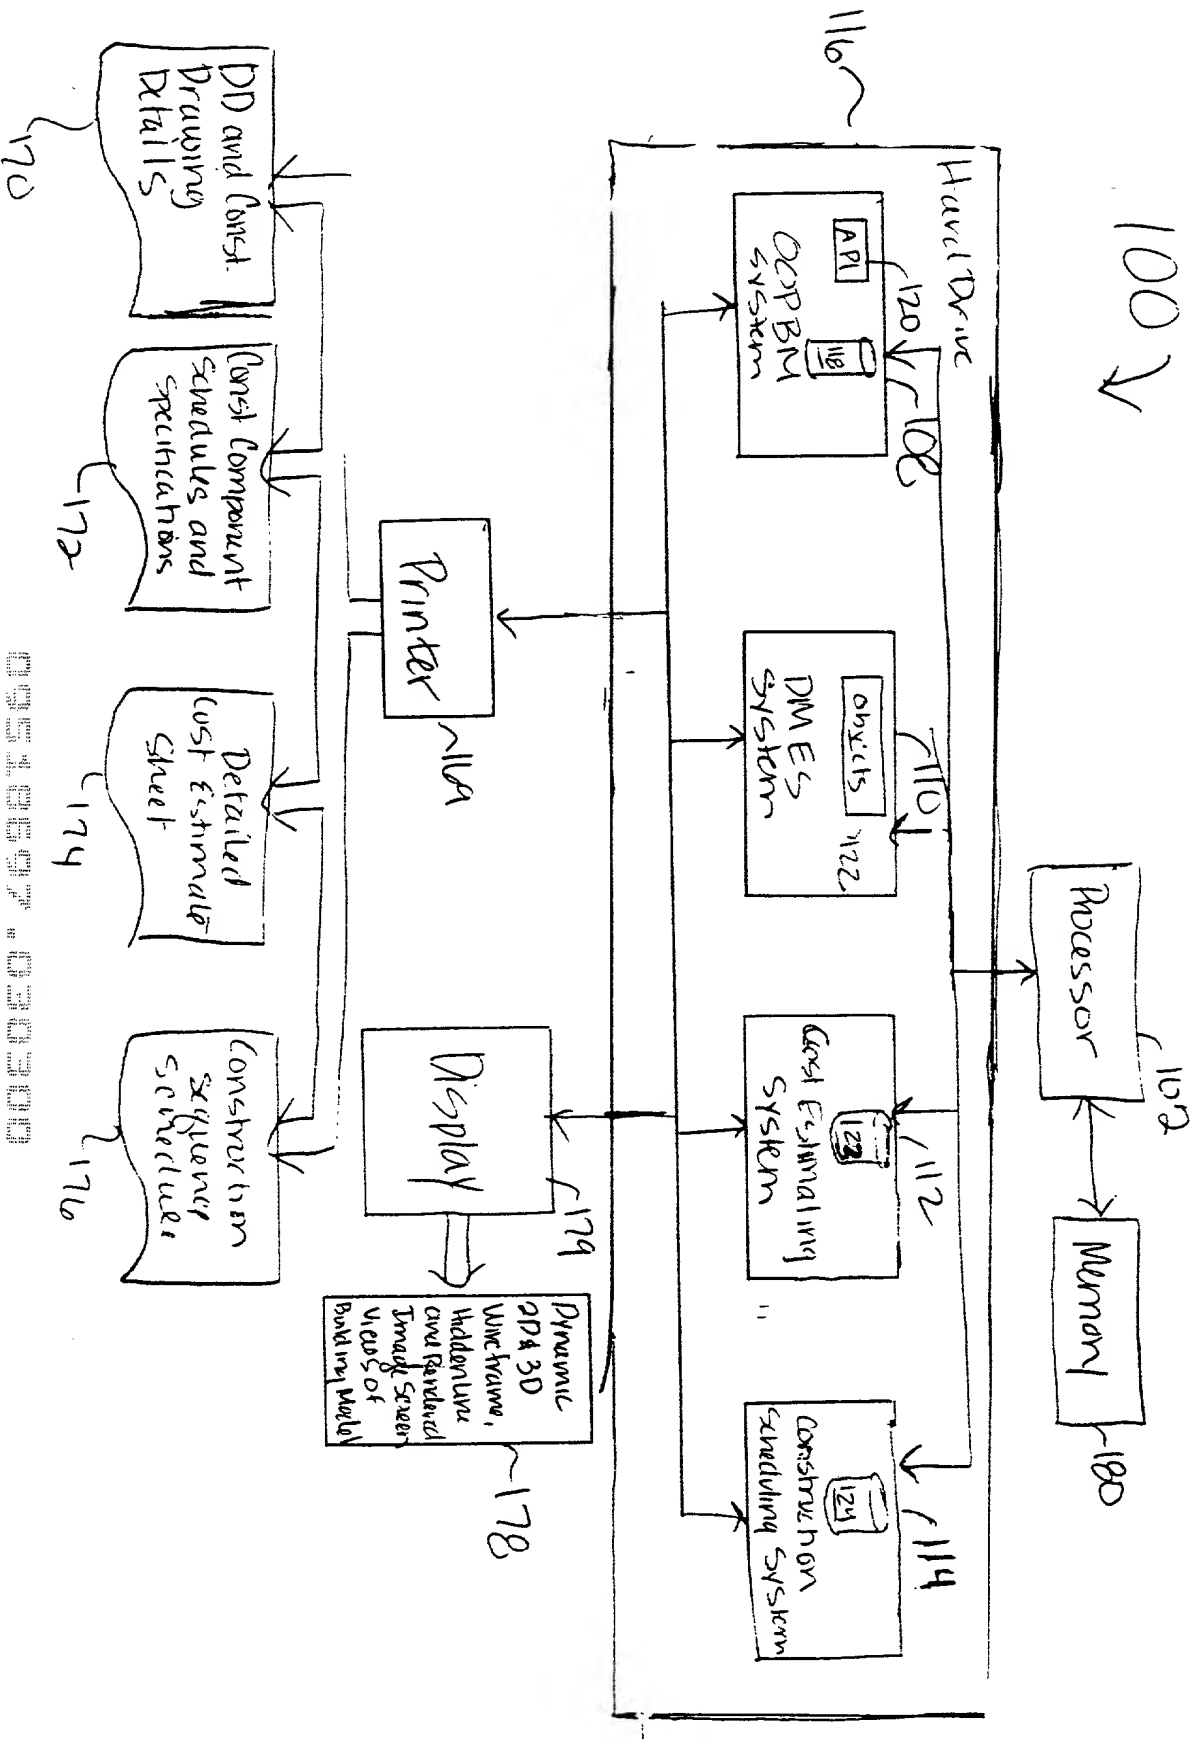 100
Processor
102
Memory
180
116
Hard Drive
API
120
118
108
OOPBM
System
objects
110
122
DMES
System
123
112
Cost Estimating
System
124
114
Construction
Scheduling System
Printer
169
Display
179
Dynamic
2D & 3D
Wireframe,
Hidden Line
and Rendered
Image Screen
Views of
Building Model
178
DD and Const.
Drawing
Details
170
Const Component
schedules and
specifications
172
Detailed
Cost Estimate
Sheet
174
Construction
sequence
schedules
176